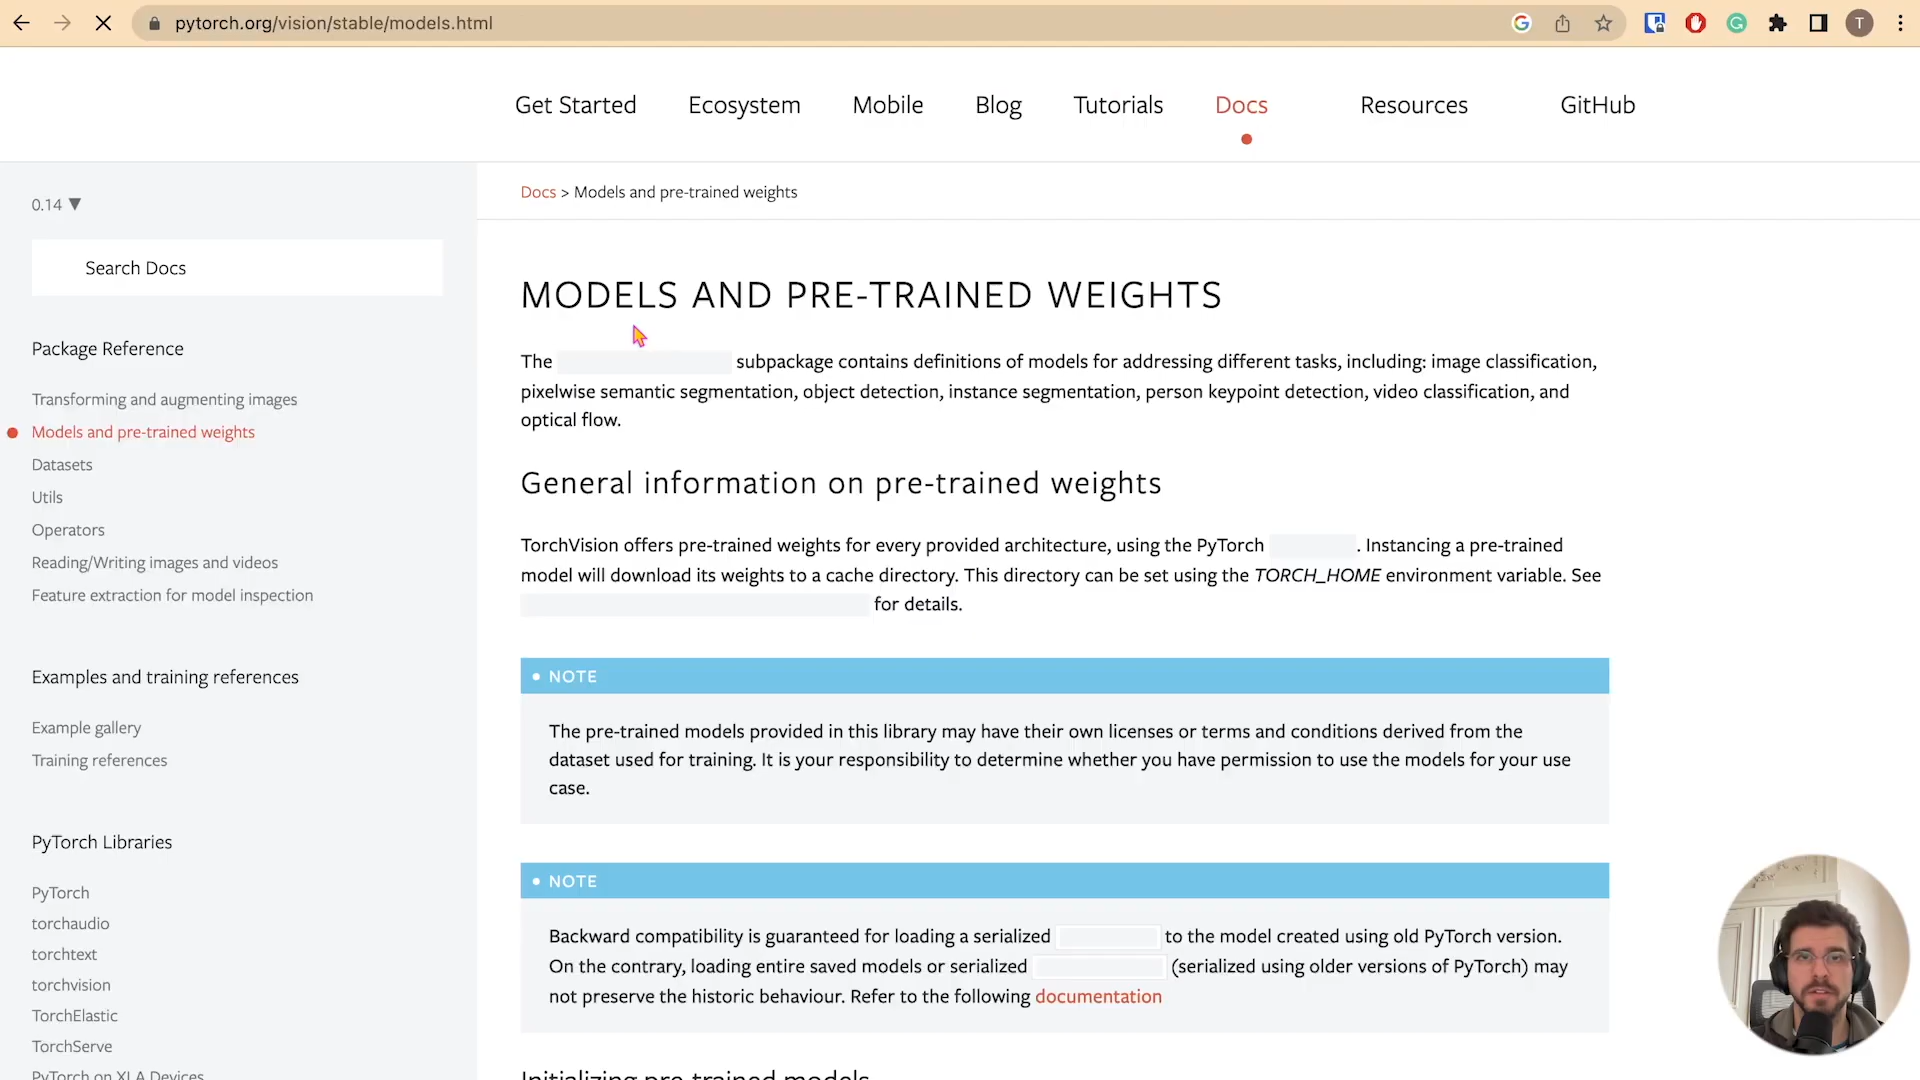 pytorch.org/vision/stable/models.html
G
T
Get Started
Ecosystem
Mobile
Blog
Tutorials
Docs
Resources
GitHub
0.14 ▼
Search Docs
Package Reference
Transforming and augmenting images
Models and pre-trained weights
Datasets
Utils
Operators
Reading/Writing images and videos
Feature extraction for model inspection
Examples and training references
Example gallery
Training references
PyTorch Libraries
PyTorch
torchaudio
torchtext
torchvision
TorchElastic
TorchServe
PyTorch on XLA Devices
Docs > Models and pre-trained weights
MODELS AND PRE-TRAINED WEIGHTS
The subpackage contains definitions of models for addressing different tasks, including: image classification,
pixelwise semantic segmentation, object detection, instance segmentation, person keypoint detection, video classification, and
optical flow.
General information on pre-trained weights
TorchVision offers pre-trained weights for every provided architecture, using the PyTorch . Instancing a pre-trained
model will download its weights to a cache directory. This directory can be set using the TORCH_HOME environment variable. See
for details.
NOTE
The pre-trained models provided in this library may have their own licenses or terms and conditions derived from the
dataset used for training. It is your responsibility to determine whether you have permission to use the models for your use
case.
NOTE
Backward compatibility is guaranteed for loading a serialized to the model created using old PyTorch version.
On the contrary, loading entire saved models or serialized (serialized using older versions of PyTorch) may
not preserve the historic behaviour. Refer to the following documentation
Initializing pre-trained models